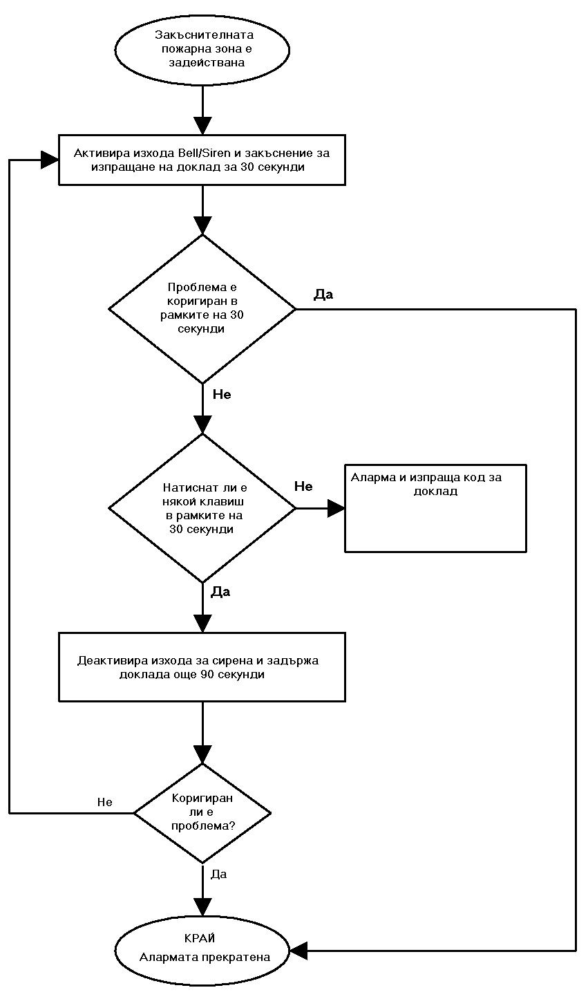 Закъснителната
пожарна зона е
задействана
Активира изхода Bell/Siren и закъснение за
изпращане на доклад за 30 секунди
Проблема е
коригиран в
рамките на 30
секунди
Да
Не
Натиснат ли е
някой клавиш
в рамките на
30 секунди
Не
Аларма и изпраща код за
доклад
Да
Деактивира изхода за сирена и задържа
доклада още 90 секунди
Коригиран
ли е
проблема?
Не
Да
КРАЙ
Алармата прекратена